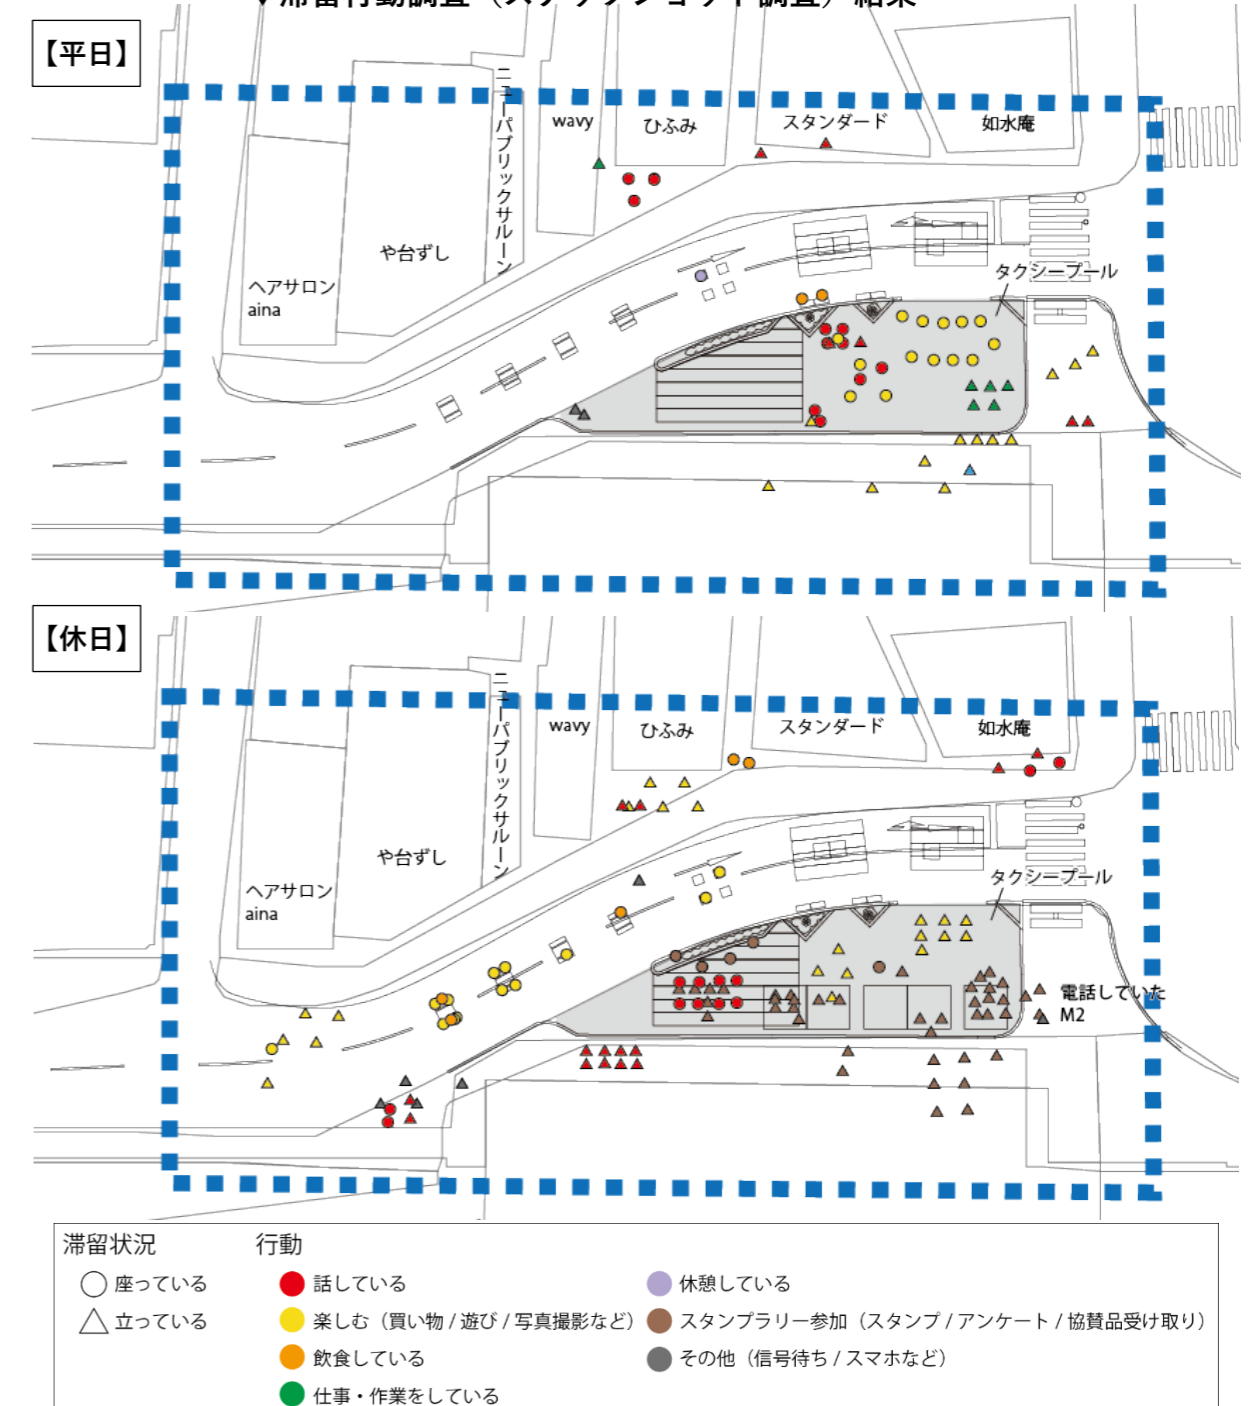 ▼滞留行動調査（スナップショット調査）結果
【平日】
ニューパブリックサルーン
wavy
ひふみ
スタンダード
如水庵
や台ずし
ヘアサロン
aina
タクシープール
【休日】
ニューパブリックサルーン
wavy
ひふみ
スタンダード
如水庵
や台ずし
ヘアサロン
aina
タクシープール
電話していた
M2
滞留状況
行動
座っている
話している
休憩している
立っている
楽しむ（買い物 / 遊び / 写真撮影など）
スタンプラリー参加（スタンプ / アンケート / 協賛品受け取り）
飲食している
その他（信号待ち / スマホなど）
仕事・作業をしている